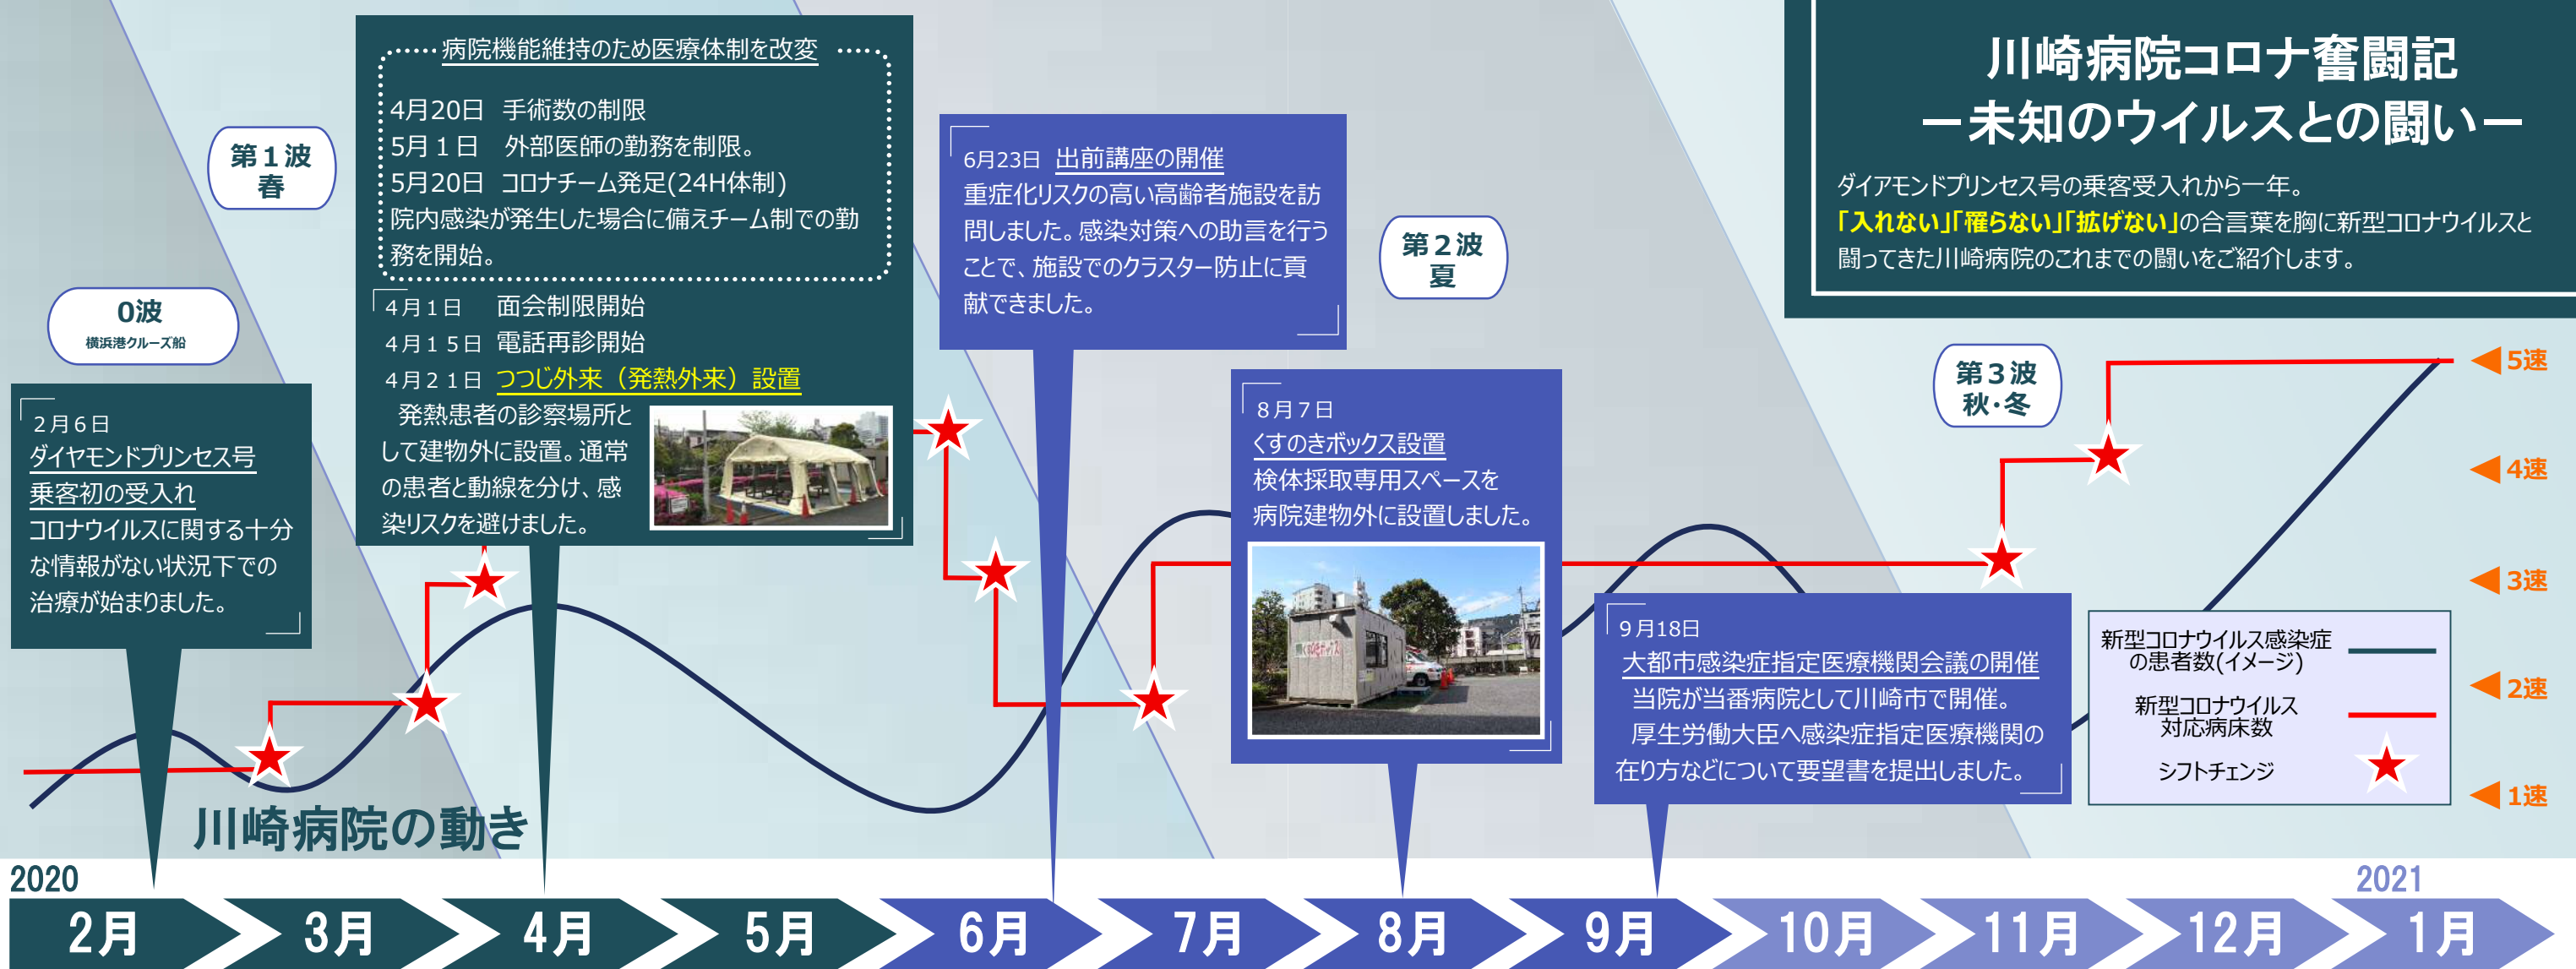 川崎病院コロナ奮闘記
ー未知のウイルスとの闘いー
ダイアモンドプリンセス号の乗客受入れから一年。
「入れない」「罹らない」「拡げない」の合言葉を胸に新型コロナウイルスと
闘ってきた川崎病院のこれまでの闘いをご紹介します。
0波
横浜港クルーズ船
2月6日
ダイヤモンドプリンセス号
乗客初の受入れ
コロナウイルスに関する十分
な情報がない状況下での
治療が始まりました。
第1波
春
病院機能維持のため医療体制を改変
4月20日 手術数の制限
5月1日 外部医師の勤務を制限。
5月20日 コロナチーム発足(24H体制)
院内感染が発生した場合に備えチーム制での勤
務を開始。
4月1日 面会制限開始
4月15日 電話再診開始
4月21日 つつじ外来（発熱外来）設置
発熱患者の診察場所と
して建物外に設置。通常
の患者と動線を分け、感
染リスクを避けました。
6月23日 出前講座の開催
重症化リスクの高い高齢者施設を訪
問しました。感染対策への助言を行う
ことで、施設でのクラスター防止に貢
献できました。
第2波
夏
8月7日
くすのきボックス設置
検体採取専用スペースを
病院建物外に設置しました。
9月18日
大都市感染症指定医療機関会議の開催
当院が当番病院として川崎市で開催。
厚生労働大臣へ感染症指定医療機関の
在り方などについて要望書を提出しました。
第3波
秋・冬
5速
4速
3速
2速
1速
新型コロナウイルス感染症
の患者数(イメージ)
新型コロナウイルス
対応病床数
シフトチェンジ
川崎病院の動き
2020
2021
2月
3月
4月
5月
6月
7月
8月
9月
10月
11月
12月
1月